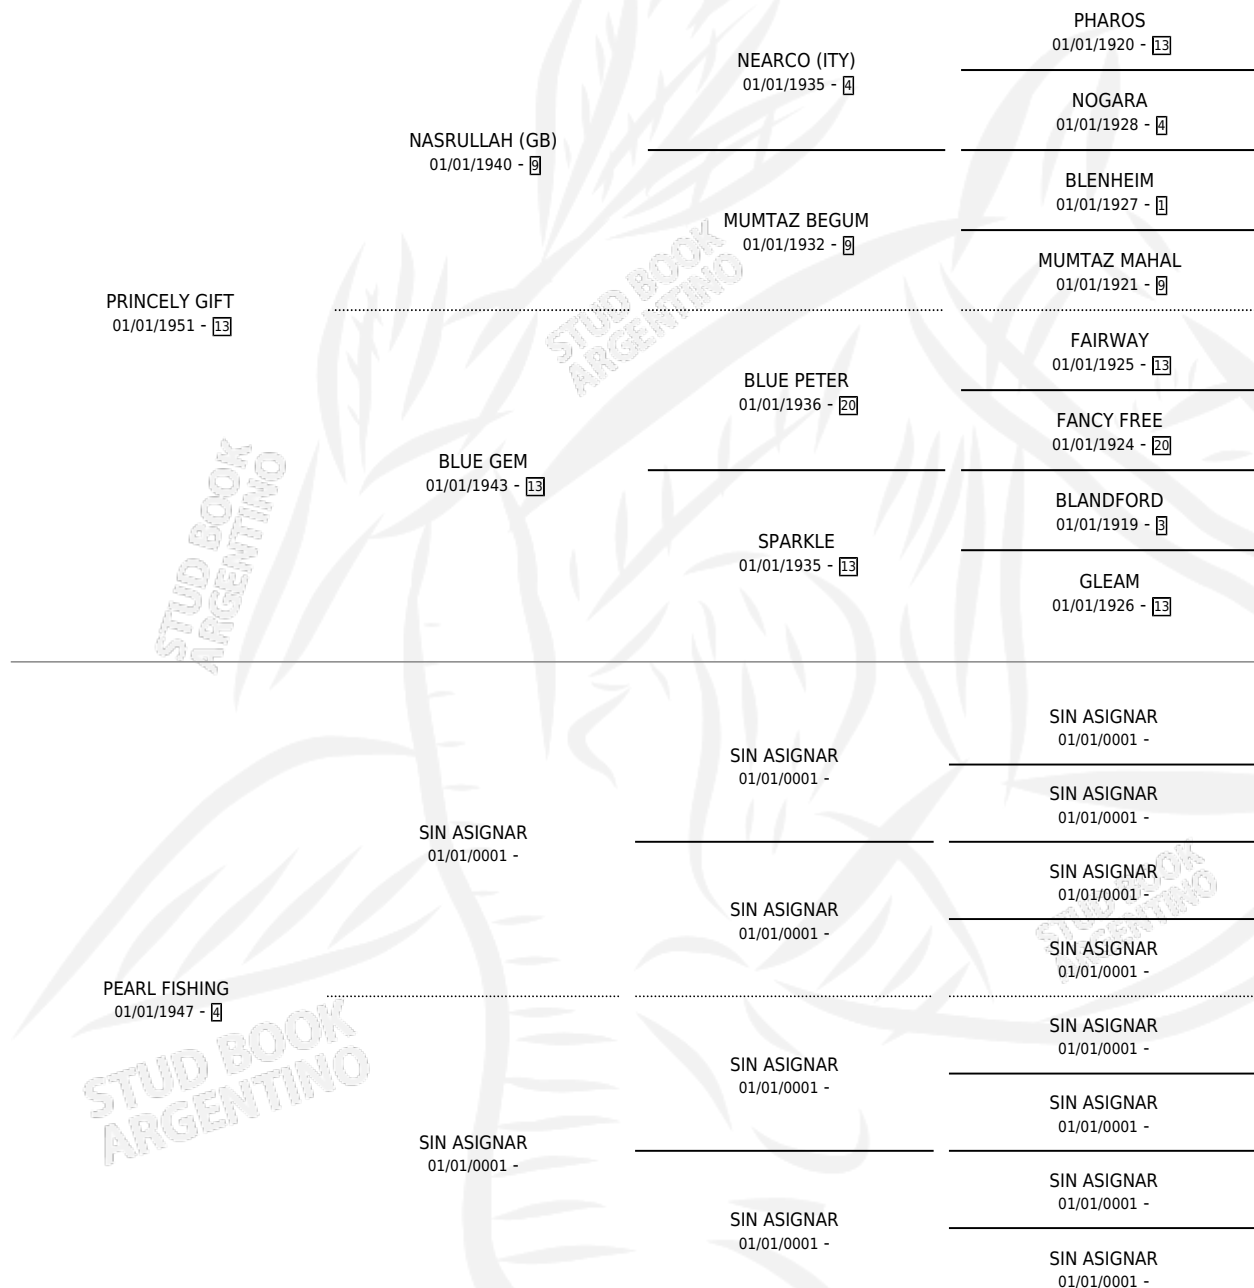 PHAROS
01/01/1920 - 13
NEARCO (ITY)
01/01/1935 - 4
NOGARA
01/01/1928 - 4
NASRULLAH (GB)
01/01/1940 - 9
BLENHEIM
01/01/1927 - 1
MUMTAZ BEGUM
01/01/1932 - 9
MUMTAZ MAHAL
01/01/1921 - 9
PRINCELY GIFT
01/01/1951 - 13
FAIRWAY
01/01/1925 - 13
BLUE PETER
01/01/1936 - 20
FANCY FREE
01/01/1924 - 20
BLUE GEM
01/01/1943 - 13
BLANDFORD
01/01/1919 - 3
SPARKLE
01/01/1935 - 13
GLEAM
01/01/1926 - 13
SIN ASIGNAR
01/01/0001 -
SIN ASIGNAR
01/01/0001 -
SIN ASIGNAR
01/01/0001 -
SIN ASIGNAR
01/01/0001 -
SIN ASIGNAR
01/01/0001 -
SIN ASIGNAR
01/01/0001 -
SIN ASIGNAR
01/01/0001 -
PEARL FISHING
01/01/1947 - 4
SIN ASIGNAR
01/01/0001 -
SIN ASIGNAR
01/01/0001 -
SIN ASIGNAR
01/01/0001 -
SIN ASIGNAR
01/01/0001 -
SIN ASIGNAR
01/01/0001 -
SIN ASIGNAR
01/01/0001 -
SIN ASIGNAR
01/01/0001 -
STUD BOOK
ARGENTINO
STUD BOOK
ARGENTINO
STUD BOOK
ARGENTINO
STUD BOOK
ARGENTINO